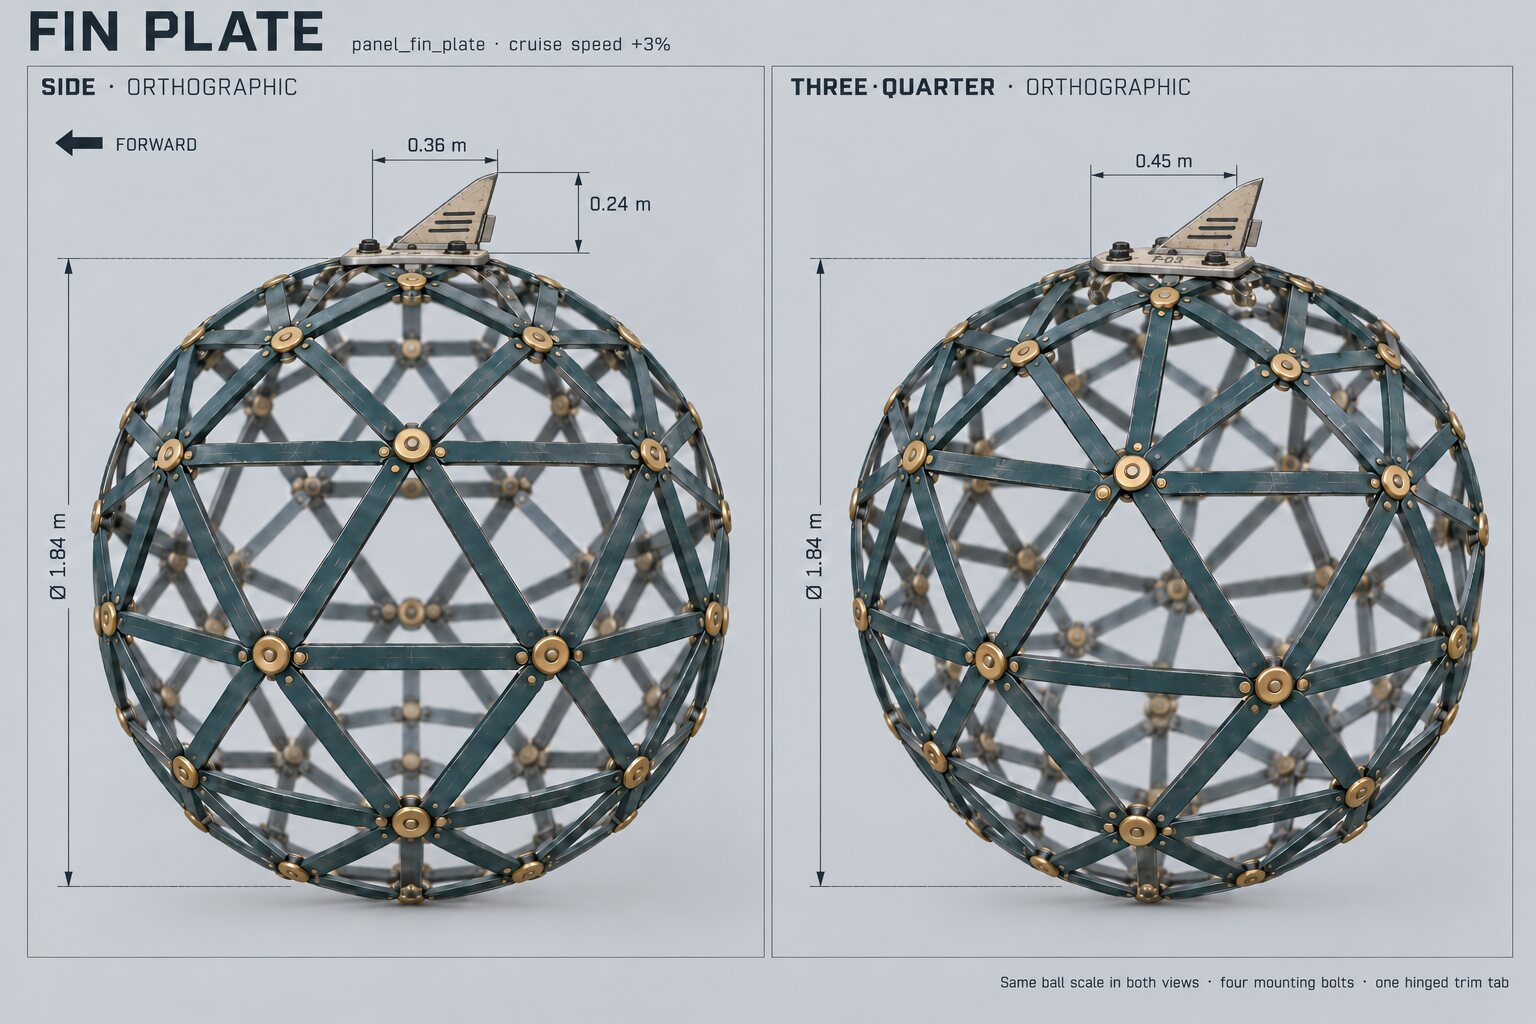 FIN PLATE panel_fin_plate · cruise speed +3%
SIDE · ORTHOGRAPHIC
FORWARD
0.36 m
0.24 m
Ø 1.84 m
THREE·QUARTER · ORTHOGRAPHIC
0.45 m
F-03
Ø 1.84 m
Same ball scale in both views · four mounting bolts · one hinged trim tab